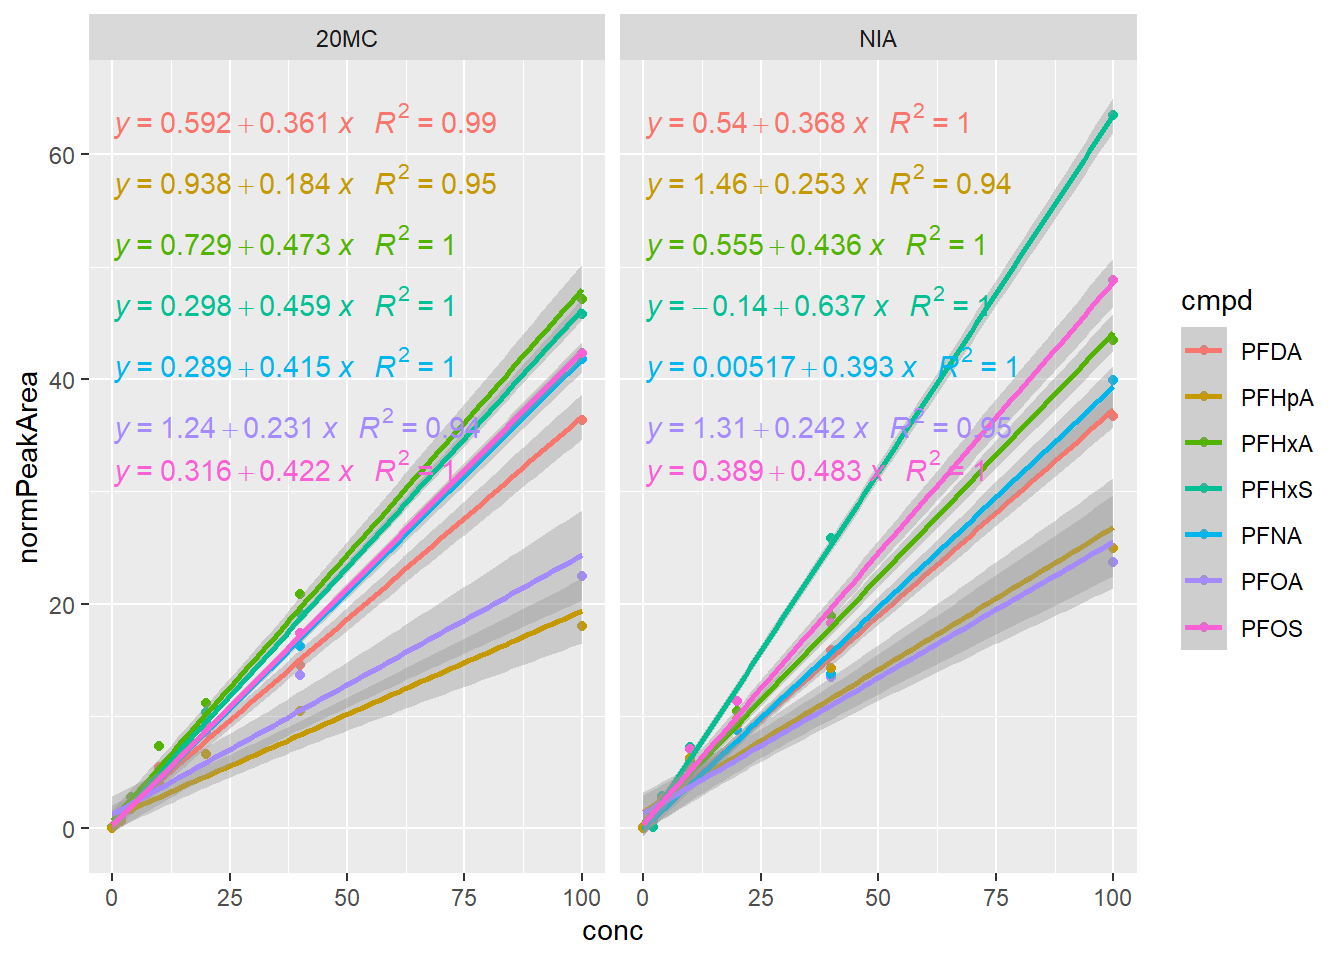 20MC
NIA
y = 0.592 + 0.361 x R² = 0.99
y = 0.938 + 0.184 x R² = 0.95
y = 0.729 + 0.473 x R² = 1
y = 0.298 + 0.459 x R² = 1
y = 0.289 + 0.415 x R² = 1
y = 1.24 + 0.231 x R² = 0.94
y = 0.316 + 0.422 x R² = 1
y = 0.54 + 0.368 x R² = 1
y = 1.46 + 0.253 x R² = 0.94
y = 0.555 + 0.436 x R² = 1
y = −0.14 + 0.637 x R² = 1
y = 0.00517 + 0.393 x R² = 1
y = 1.31 + 0.242 x R² = 0.95
y = 0.389 + 0.483 x R² = 1
60
40
20
0
normPeakArea
0 25 50 75 100
0 25 50 75 100
conc
cmpd
PFDA
PFHpA
PFHxA
PFHxS
PFNA
PFOA
PFOS